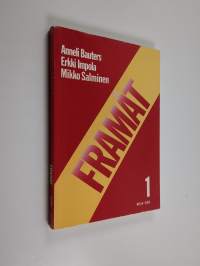 Anneli Bauters
Erkki Impola
Mikko Salminen
FRAMAT
1